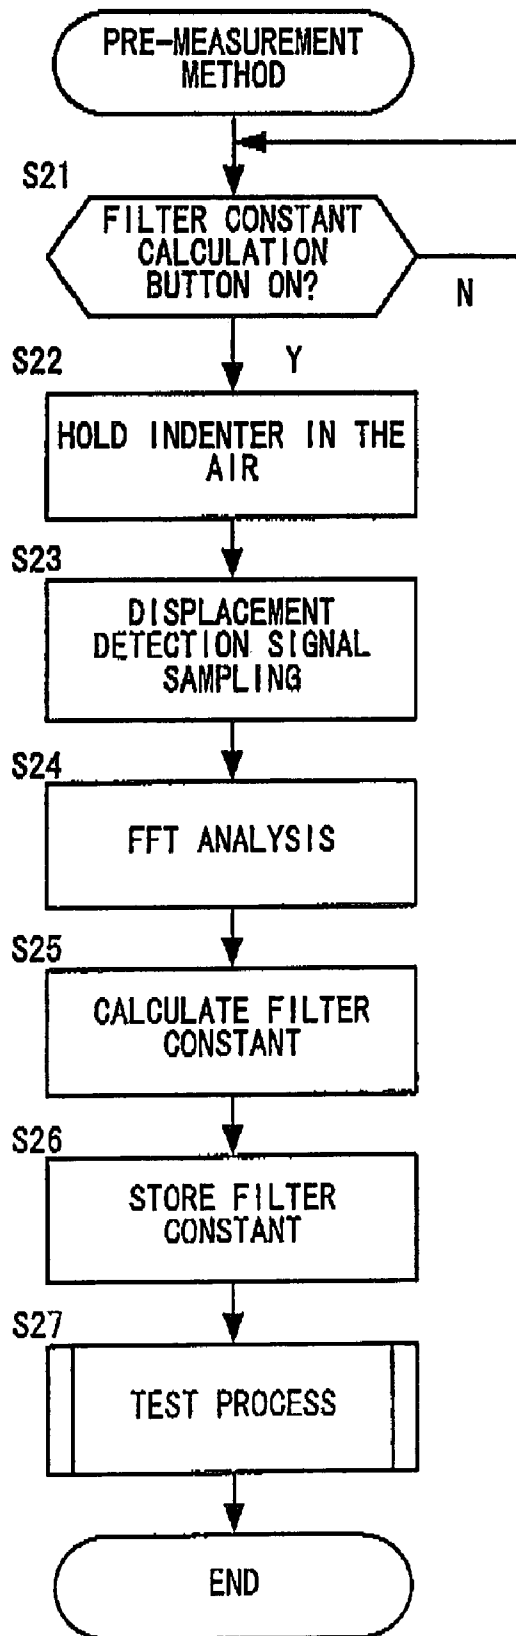 PRE-MEASUREMENT
METHOD
S21
FILTER CONSTANT
CALCULATION
BUTTON ON?
N
S22
Y
HOLD INDENTER IN THE
AIR
S23
DISPLACEMENT
DETECTION SIGNAL
SAMPLING
S24
FFT ANALYSIS
S25
CALCULATE FILTER
CONSTANT
S26
STORE FILTER
CONSTANT
S27
TEST PROCESS
END